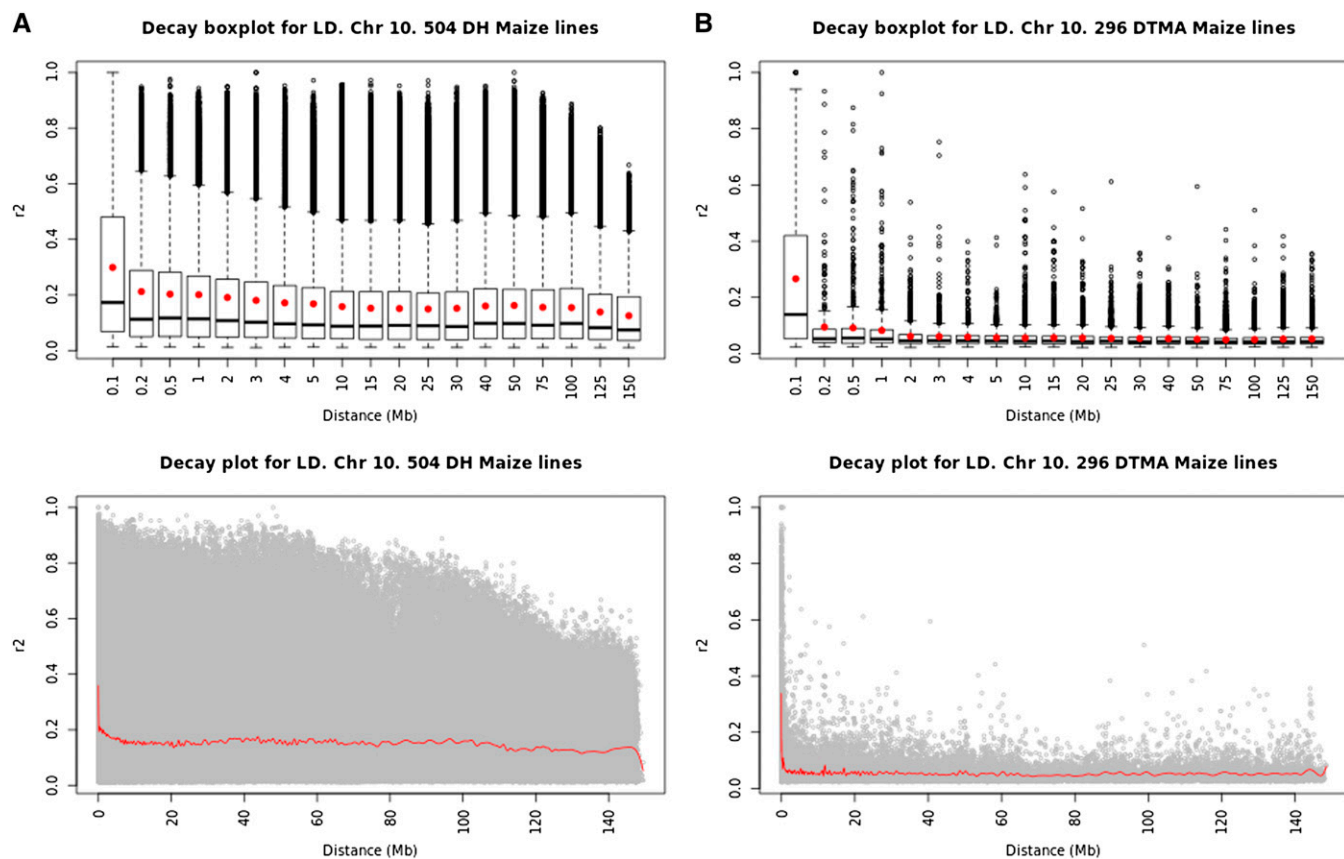 A
Decay boxplot for LD. Chr 10. 504 DH Maize lines
r2
0.0 0.2 0.4 0.6 0.8 1.0
0.1 0.2 0.5 1 2 3 4 5 10 15 20 25 30 40 50 75 100 125 150
Distance (Mb)
B
Decay boxplot for LD. Chr 10. 296 DTMA Maize lines
r2
0.0 0.2 0.4 0.6 0.8 1.0
0.1 0.2 0.5 1 2 3 4 5 10 15 20 25 30 40 50 75 100 125 150
Distance (Mb)
Decay plot for LD. Chr 10. 504 DH Maize lines
r2
0.0 0.2 0.4 0.6 0.8 1.0
0 20 40 60 80 100 120 140
Distance (Mb)
Decay plot for LD. Chr 10. 296 DTMA Maize lines
r2
0.0 0.2 0.4 0.6 0.8 1.0
0 20 40 60 80 100 120 140
Distance (Mb)